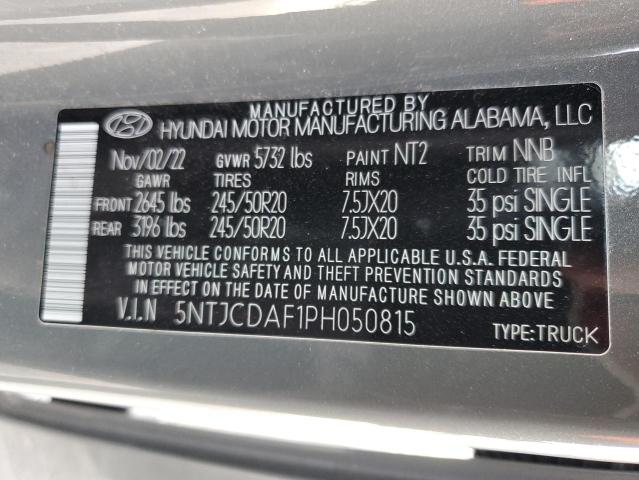 MANUFACTURED BY
HYUNDAI MOTOR MANUFACTURING ALABAMA, LLC
Nov/02/22 GVWR 5732 lbs PAINT NT2 TRIM NNB
GAWR TIRES RIMS COLD TIRE INFL
FRONT 2645 lbs 245/50R20 7.5JX20 35 psi SINGLE
REAR 3196 lbs 245/50R20 7.5JX20 35 psi SINGLE
THIS VEHICLE CONFORMS TO ALL APPLICABLE U.S.A. FEDERAL
MOTOR VEHICLE SAFETY AND THEFT PREVENTION STANDARDS
IN EFFECT ON THE DATE OF MANUFACTURE SHOWN ABOVE
V.I.N 5NTJCDAF1PH050815 TYPE:TRUCK